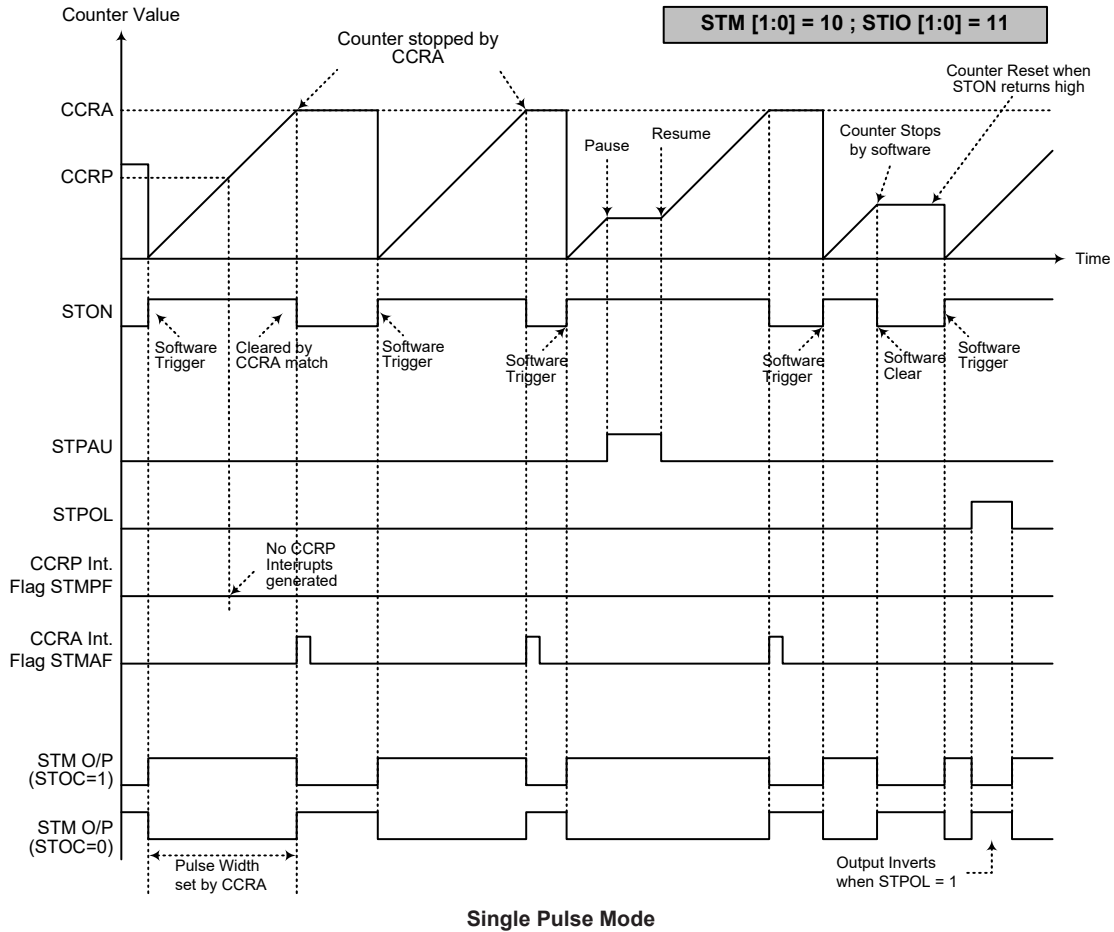 Counter Value
STM [1:0] = 10 ; STIO [1:0] = 11
Counter stopped by
CCRA
Counter Reset when
STON returns high
CCRA
Pause
Resume
Counter Stops
by software
CCRP
Time
STON
Software
Trigger
Cleared by
CCRA match
Software
Trigger
Software
Trigger
Software
Trigger
Software
Clear
Software
Trigger
STPAU
STPOL
CCRP Int.
Flag STMPF
No CCRP
Interrupts
generated
CCRA Int.
Flag STMAF
STM O/P
(STOC=1)
STM O/P
(STOC=0)
Pulse Width
set by CCRA
Output Inverts
when STPOL = 1
Single Pulse Mode